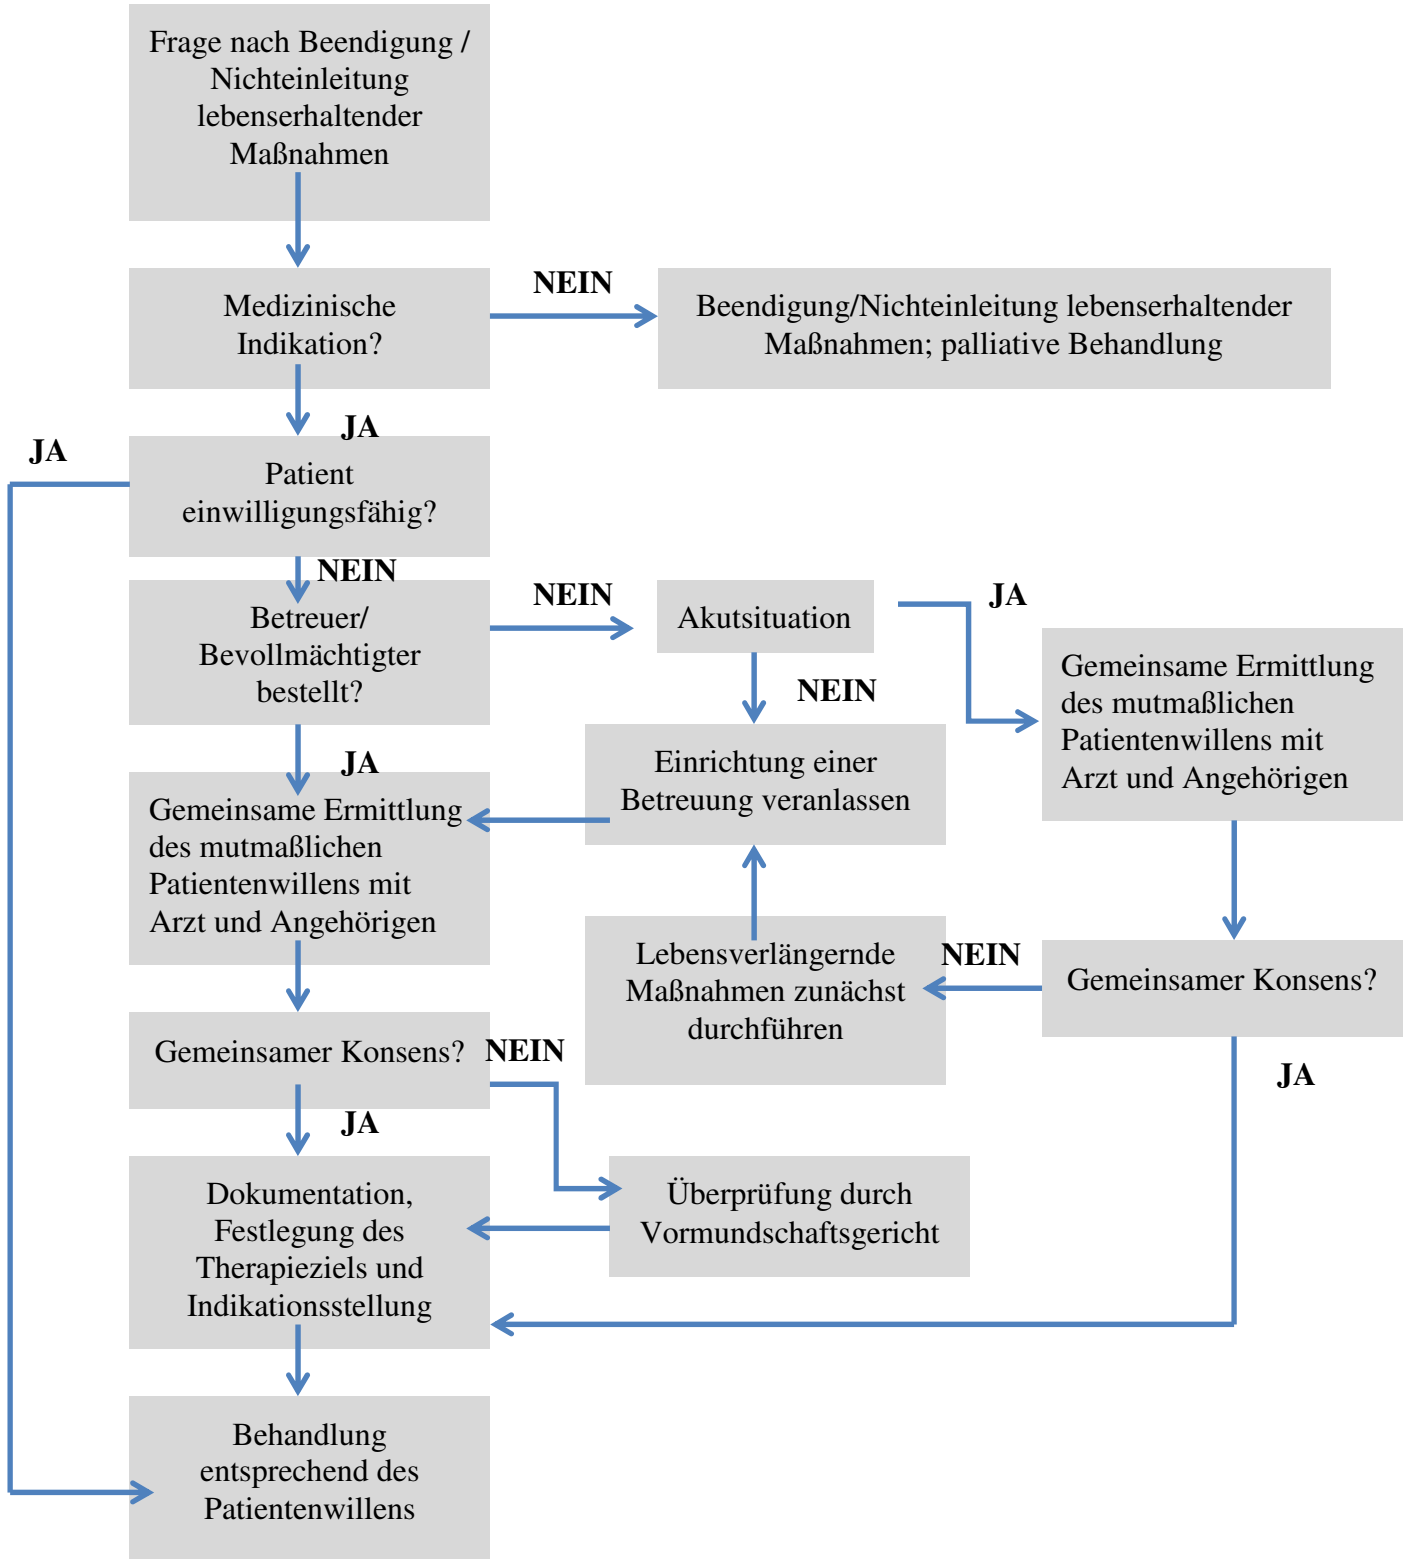 Frage nach Beendigung /
Nichteinleitung
lebenserhaltender
Maßnahmen
Medizinische
Indikation?
NEIN
Beendigung/Nichteinleitung lebenserhaltender
Maßnahmen; palliative Behandlung
JA
JA
Patient
einwilligungsfähig?
NEIN
Betreuer/
Bevollmächtigter
bestellt?
NEIN
Akutsituation
JA
NEIN
Gemeinsame Ermittlung
des mutmaßlichen
Patientenwillens mit
Arzt und Angehörigen
JA
Einrichtung einer
Betreuung veranlassen
Gemeinsame Ermittlung
des mutmaßlichen
Patientenwillens mit
Arzt und Angehörigen
Lebensverlängernde
Maßnahmen zunächst
durchführen
NEIN
Gemeinsamer Konsens?
Gemeinsamer Konsens?
NEIN
JA
JA
Dokumentation,
Festlegung des
Therapieziels und
Indikationsstellung
Überprüfung durch
Vormundschaftsgericht
Behandlung
entsprechend des
Patientenwillens